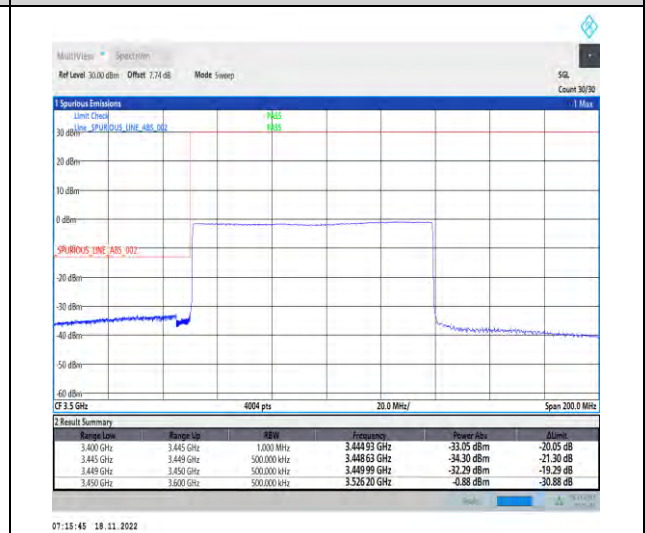 MultiView Spectrum
Ref Level 30.00 dBm Offset 7.74 dB Mode Sweep SGL
Count 30/30
1 Spurious Emissions 1 Max
Limit Check PASS
Line _SPURIOUS_LINE_ABS_002 PASS
30 dBm
20 dBm
10 dBm
0 dBm
_SPURIOUS_LINE_ABS_002
-20 dBm
-30 dBm
-40 dBm
-50 dBm
-60 dBm
CF 3.5 GHz 4004 pts 20.0 MHz/ Span 200.0 MHz
2 Result Summary
Range Low Range Up RBW Frequency Power Abs ΔLimit
3.400 GHz 3.445 GHz 1.000 MHz 3.444 93 GHz -33.05 dBm -20.05 dB
3.445 GHz 3.449 GHz 500.000 kHz 3.448 63 GHz -34.30 dBm -21.30 dB
3.449 GHz 3.450 GHz 500.000 kHz 3.449 99 GHz -32.29 dBm -19.29 dB
3.450 GHz 3.600 GHz 500.000 kHz 3.526 20 GHz -0.88 dBm -30.88 dB
07:15:45 18.11.2022